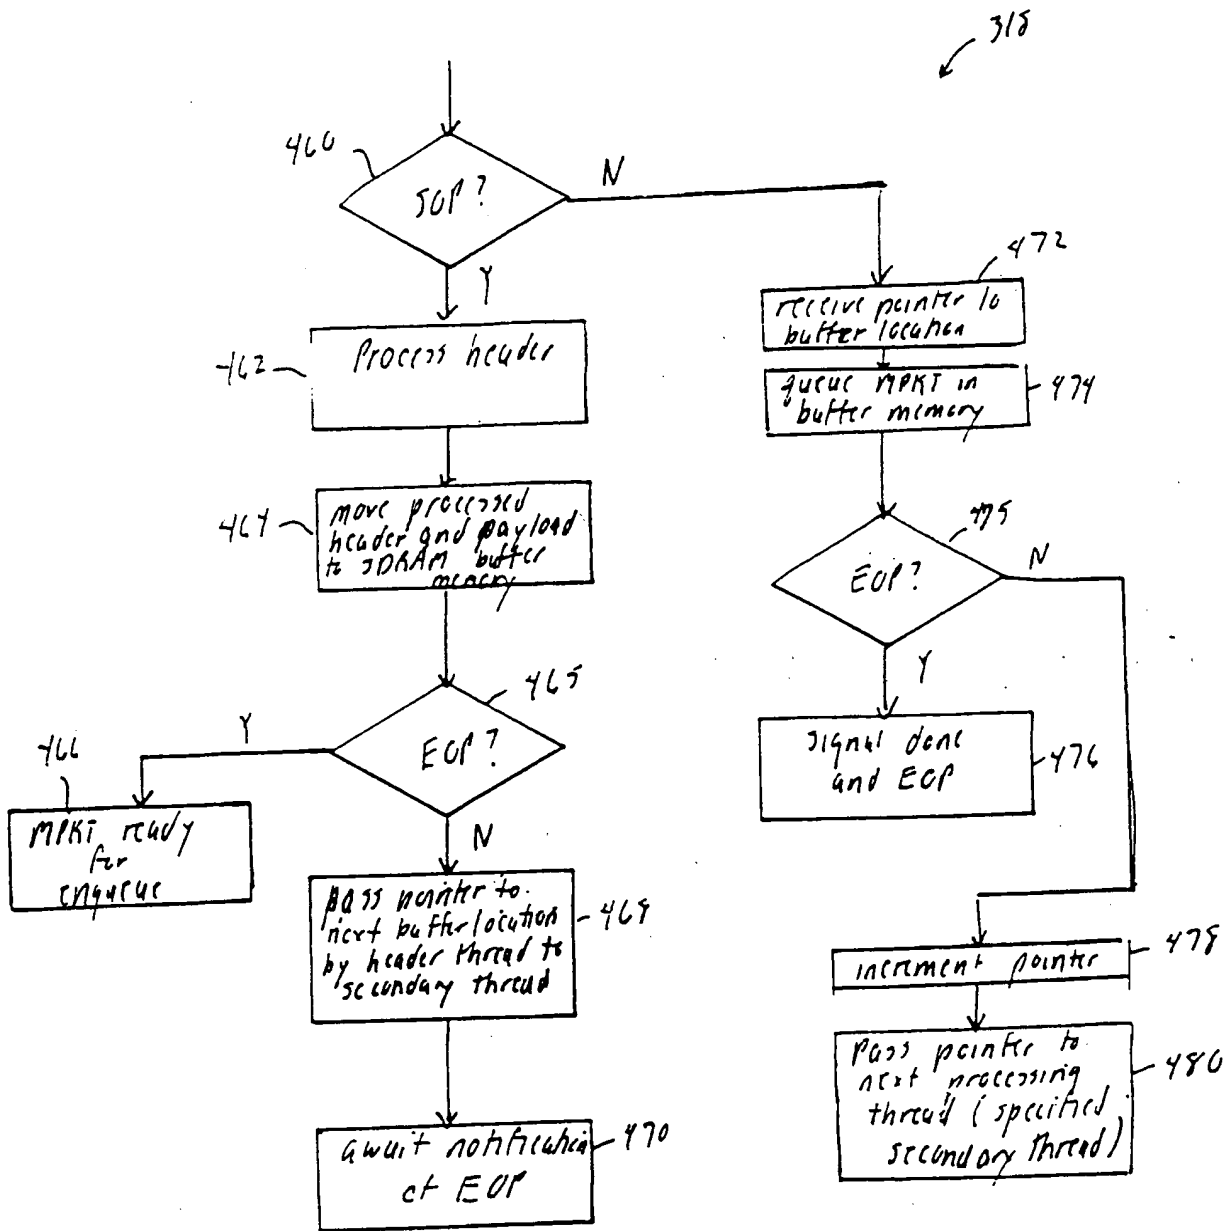 318
460
SOP?
N
Y
462
Process header
464
move processed
header and payload
to SDRAM buffer
memory
465
EOP?
Y
N
466
MPKT ready
for
enqueue
pass pointer to
next buffer location
by header thread to
secondary thread
468
await notification
of EOP
470
472
receive pointer to
buffer location
queue MPKT in
buffer memory
474
475
EOP?
N
Y
signal done
and EOP
476
increment pointer
478
Pass pointer to
next processing
thread (specified
secondary thread)
480